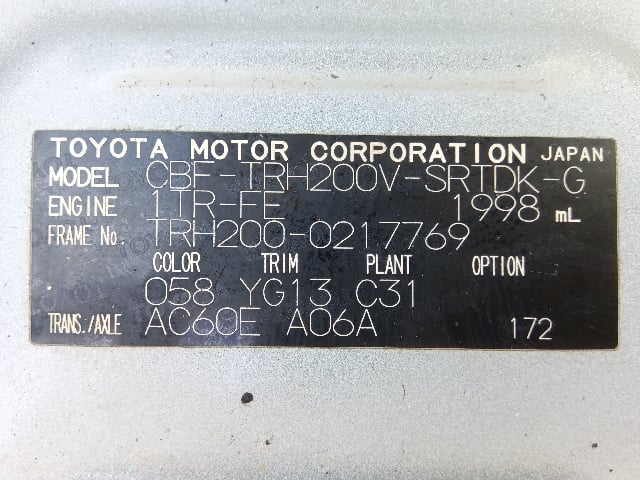 TOYOTA MOTOR CORPORATION JAPAN
MODEL CBF-TRH200V-SRTDK-G
ENGINE 1TR-FE 1998 mL
FRAME No. TRH200-0217769
COLOR TRIM PLANT OPTION
058 YG13 C31
TRANS./AXLE AC60E A06A 172